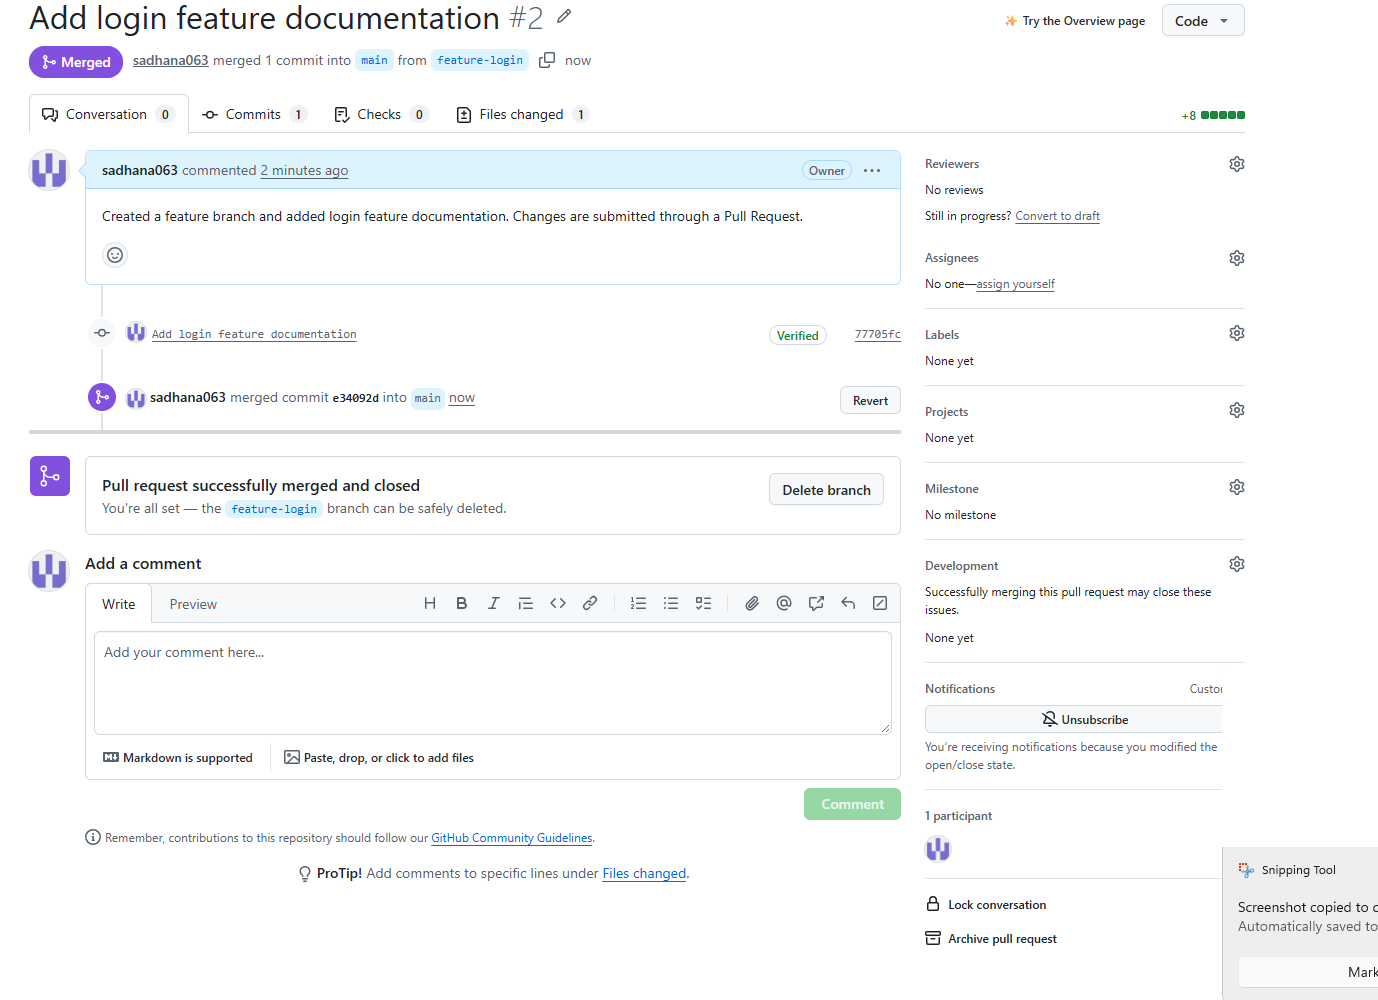 Add login feature documentation #2
Try the Overview page
Code
Merged
sadhana063 merged 1 commit into main from feature-login now
Conversation 0
Commits 1
Checks 0
Files changed 1
+8
sadhana063 commented 2 minutes ago
Owner
Created a feature branch and added login feature documentation. Changes are submitted through a Pull Request.
Add login feature documentation
Verified
77705fc
sadhana063 merged commit e34092d into main now
Revert
Pull request successfully merged and closed
You're all set — the feature-login branch can be safely deleted.
Delete branch
Add a comment
Write
Preview
Add your comment here...
Markdown is supported
Paste, drop, or click to add files
Comment
Remember, contributions to this repository should follow our GitHub Community Guidelines.
ProTip! Add comments to specific lines under Files changed.
Reviewers
No reviews
Still in progress? Convert to draft
Assignees
No one—assign yourself
Labels
None yet
Projects
None yet
Milestone
No milestone
Development
Successfully merging this pull request may close these
issues.
None yet
Notifications
Unsubscribe
You're receiving notifications because you modified the
open/close state.
1 participant
Lock conversation
Archive pull request
Snipping Tool
Screenshot copied to
Automatically saved to
Mark